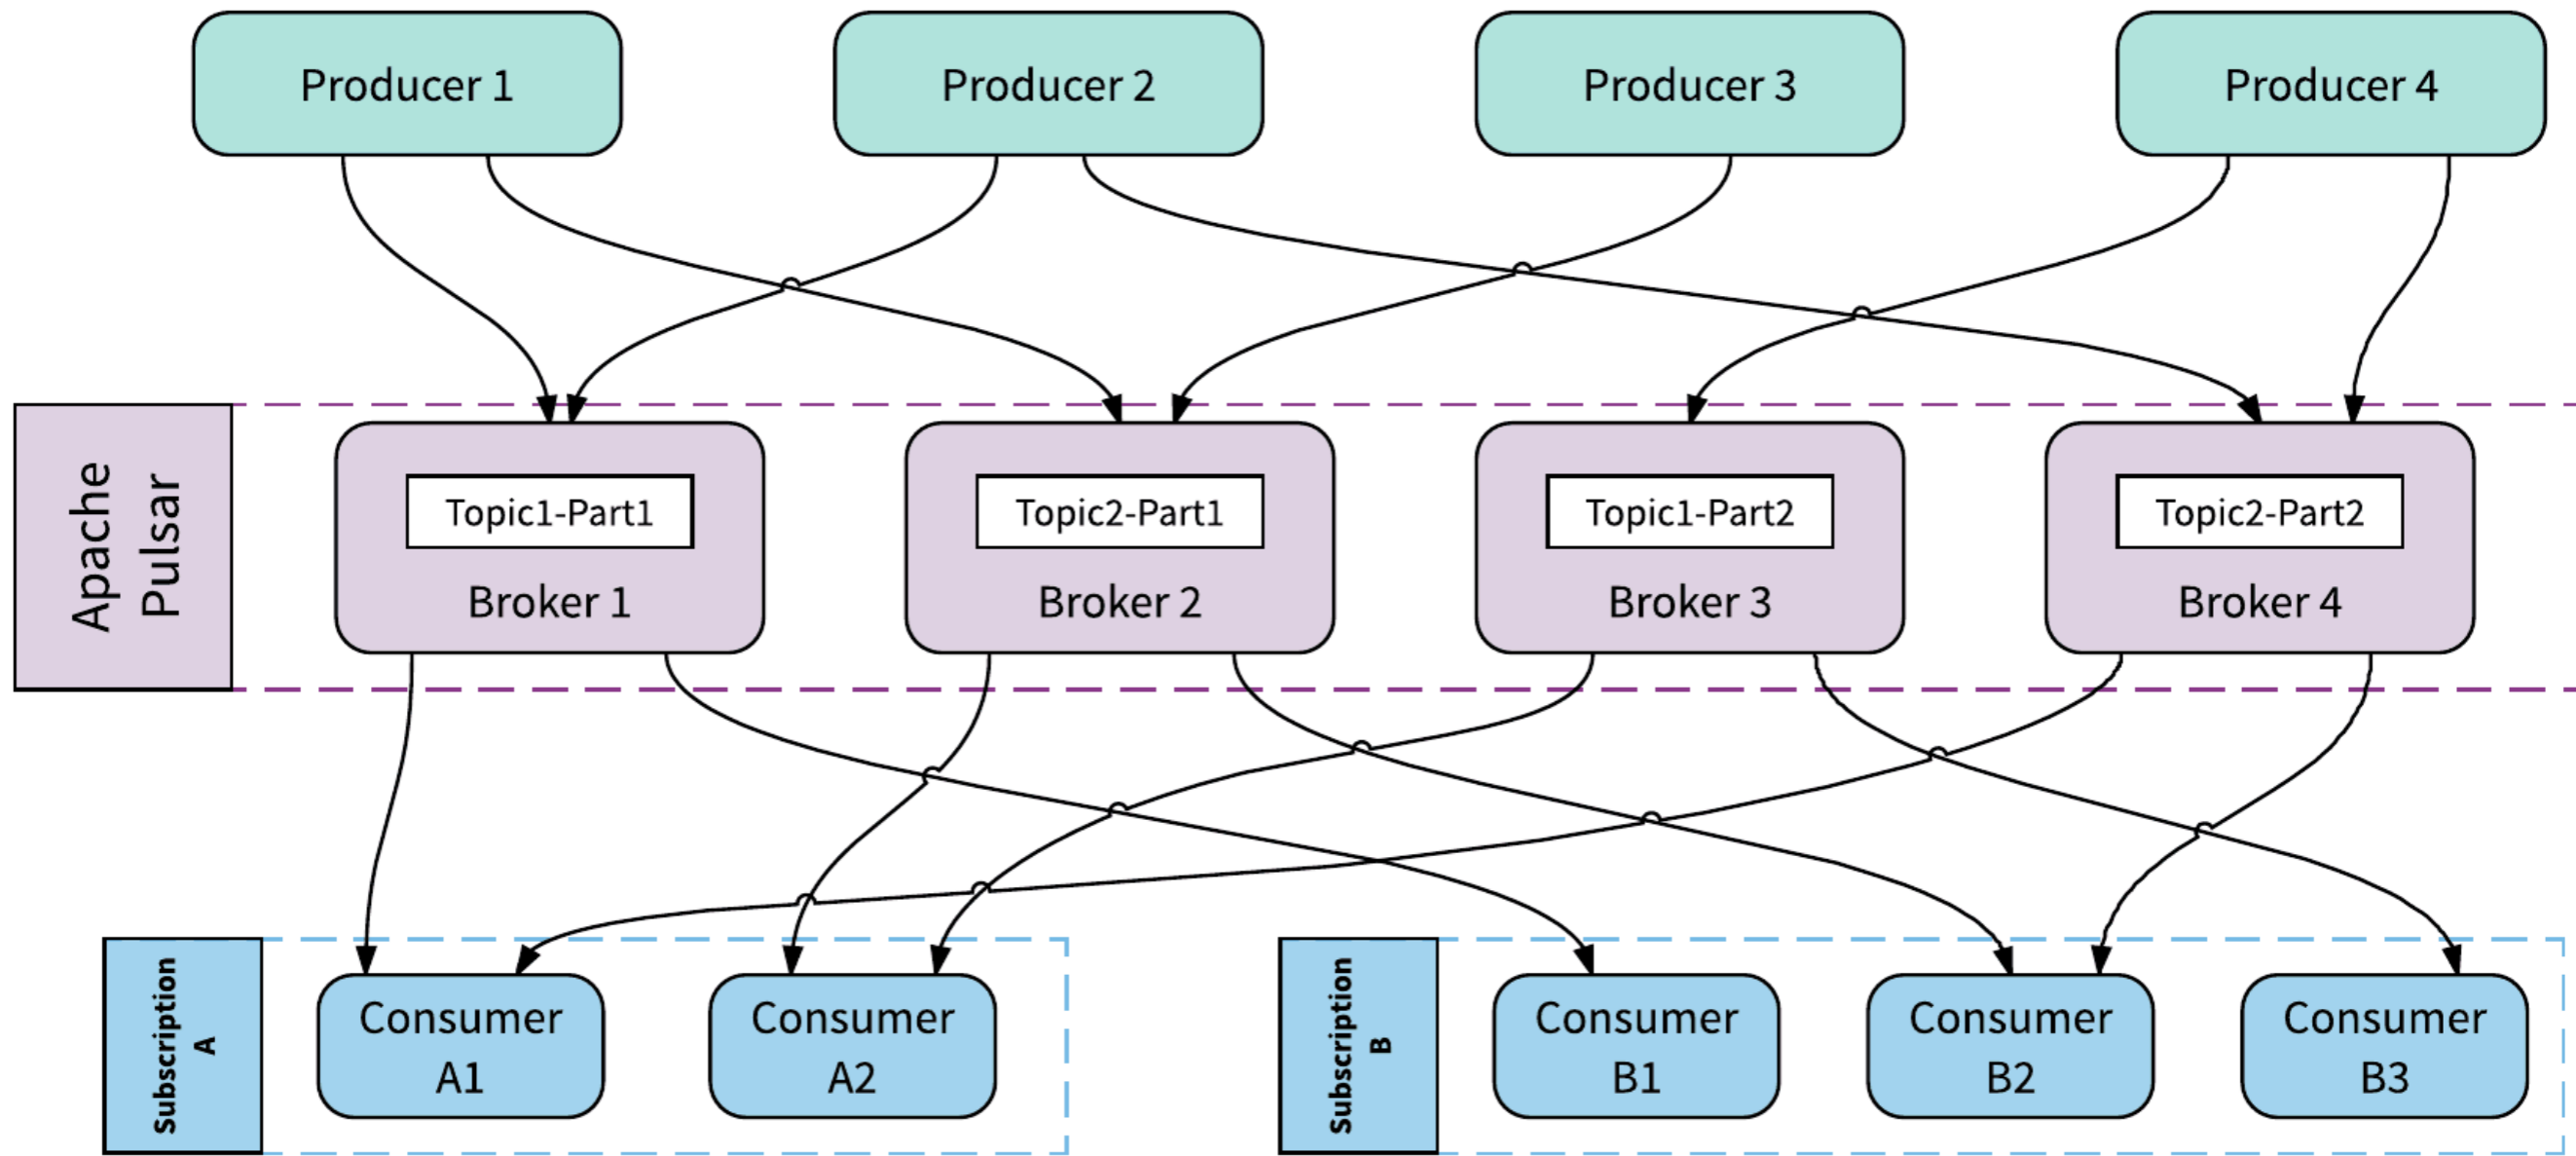 Producer 1
Producer 2
Producer 3
Producer 4
Apache
Pulsar
Topic1-Part1
Broker 1
Topic2-Part1
Broker 2
Topic1-Part2
Broker 3
Topic2-Part2
Broker 4
Subscription
A
Consumer
A1
Consumer
A2
Subscription
B
Consumer
B1
Consumer
B2
Consumer
B3